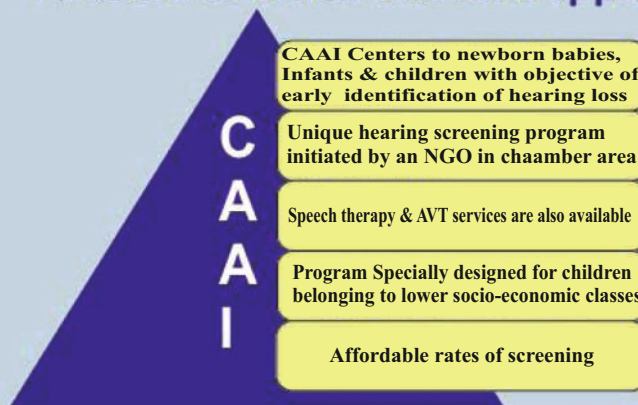 CAAI Centers to newborn babies,
Infants & children with objective of
early identification of hearing loss
Unique hearing screening program
initiated by an NGO in chaamber area
Speech therapy & AVT services are also available
Program Specially designed for children
belonging to lower socio-economic classes
Affordable rates of screening
C
A
A
I